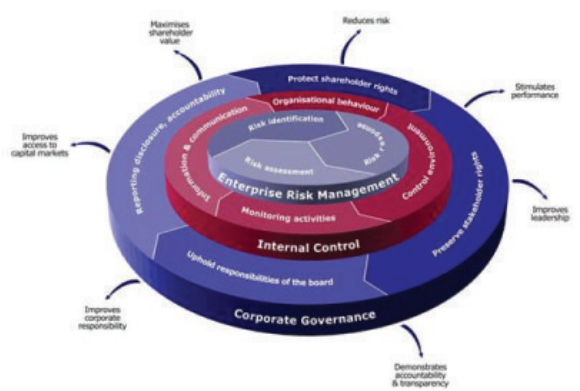 Maximises
shareholder
value
Reduces risk
Stimulates
performance
Improves
access to
capital markets
Improves
leadership
Improves
corporate
responsibility
Demonstrates
accountability
& transparency
Protect shareholder rights
Reporting disclosure, accountability
Preserve stakeholder rights
Uphold responsibilities of the board
Corporate Governance
Organisational behaviour
Information & communication
Control environment
Monitoring activities
Internal Control
Risk identification
Risk response
Risk assessment
Enterprise Risk Management